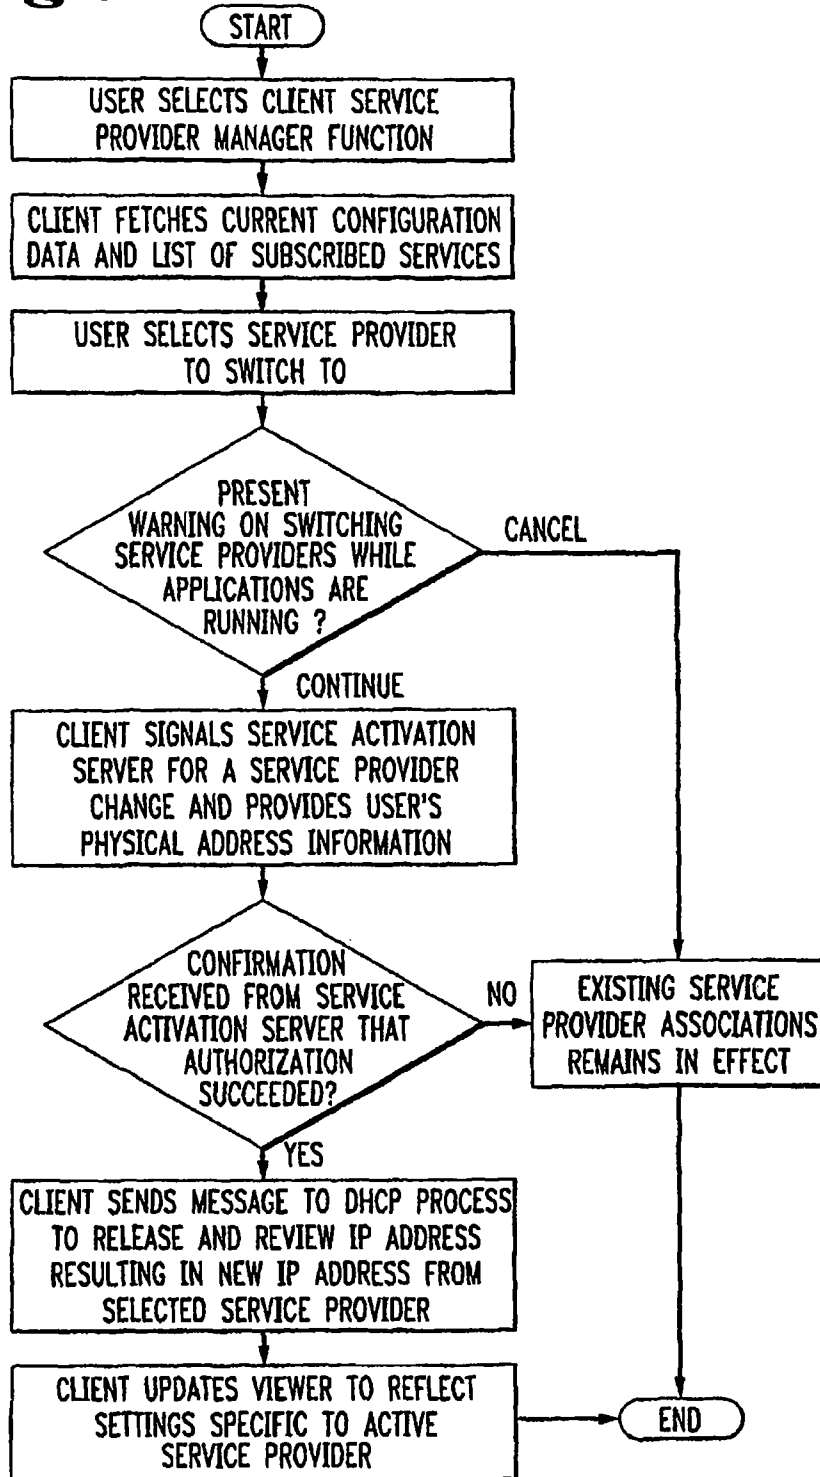 START
USER SELECTS CLIENT SERVICE
PROVIDER MANAGER FUNCTION
CLIENT FETCHES CURRENT CONFIGURATION
DATA AND LIST OF SUBSCRIBED SERVICES
USER SELECTS SERVICE PROVIDER
TO SWITCH TO
PRESENT
WARNING ON SWITCHING
SERVICE PROVIDERS WHILE
APPLICATIONS ARE
RUNNING ?
CANCEL
CONTINUE
CLIENT SIGNALS SERVICE ACTIVATION
SERVER FOR A SERVICE PROVIDER
CHANGE AND PROVIDES USER'S
PHYSICAL ADDRESS INFORMATION
CONFIRMATION
RECEIVED FROM SERVICE
ACTIVATION SERVER THAT
AUTHORIZATION
SUCCEEDED?
NO
EXISTING SERVICE
PROVIDER ASSOCIATIONS
REMAINS IN EFFECT
YES
CLIENT SENDS MESSAGE TO DHCP PROCESS
TO RELEASE AND REVIEW IP ADDRESS
RESULTING IN NEW IP ADDRESS FROM
SELECTED SERVICE PROVIDER
CLIENT UPDATES VIEWER TO REFLECT
SETTINGS SPECIFIC TO ACTIVE
SERVICE PROVIDER
END